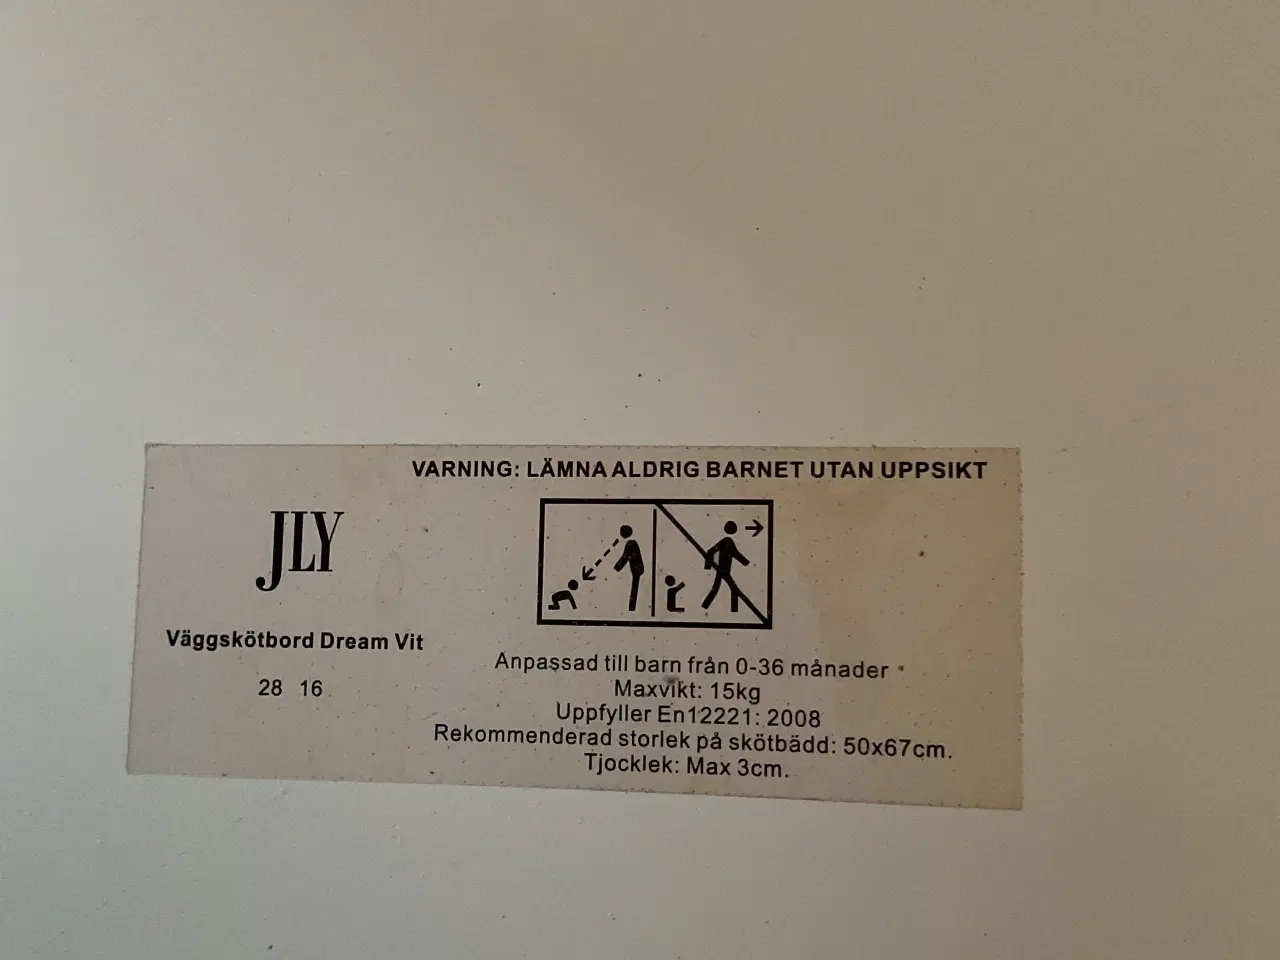 VARNING: LÄMNA ALDRIG BARNET UTAN UPPSIKT
JLY
Väggskötbord Dream Vit
28 16
Anpassad till barn från 0-36 månader
Maxvikt: 15kg
Uppfyller En12221: 2008
Rekommenderad storlek på skötbädd: 50x67cm.
Tjocklek: Max 3cm.